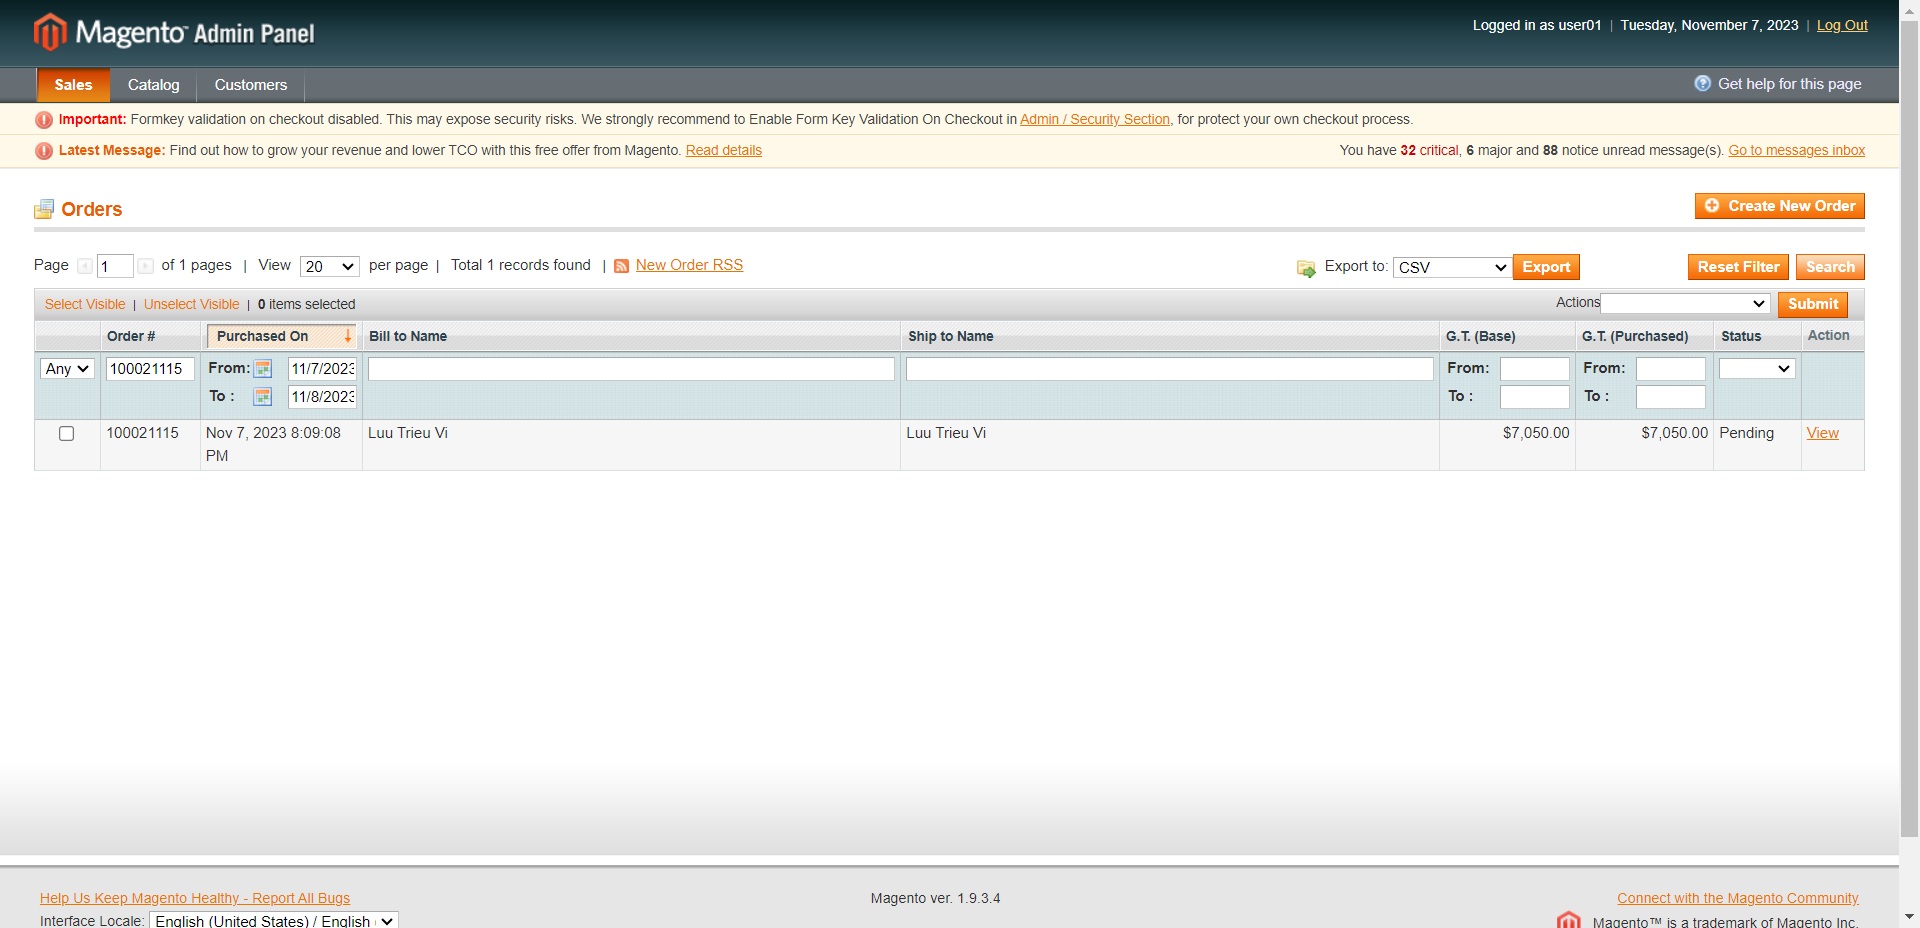 Magento Admin Panel
Logged in as user01 | Tuesday, November 7, 2023 | Log Out
Sales Catalog Customers
Get help for this page
Important: Formkey validation on checkout disabled. This may expose security risks. We strongly recommend to Enable Form Key Validation On Checkout in Admin / Security Section, for protect your own checkout process.
Latest Message: Find out how to grow your revenue and lower TCO with this free offer from Magento. Read details
You have 32 critical, 6 major and 88 notice unread message(s). Go to messages inbox
Orders
Create New Order
Page 1 of 1 pages | View 20 per page | Total 1 records found | New Order RSS
Export to: CSV Export
Reset Filter Search
Select Visible | Unselect Visible | 0 items selected
Actions Submit
Order # Purchased On Bill to Name Ship to Name G.T. (Base) G.T. (Purchased) Status Action
Any 100021115 From: 11/7/2023 From: From:
To : 11/8/2023 To : To :
100021115 Nov 7, 2023 8:09:08 PM Luu Trieu Vi Luu Trieu Vi $7,050.00 $7,050.00 Pending View
Help Us Keep Magento Healthy - Report All Bugs
Magento ver. 1.9.3.4
Connect with the Magento Community
Interface Locale: English (United States) / English
Magento™ is a trademark of Magento Inc.